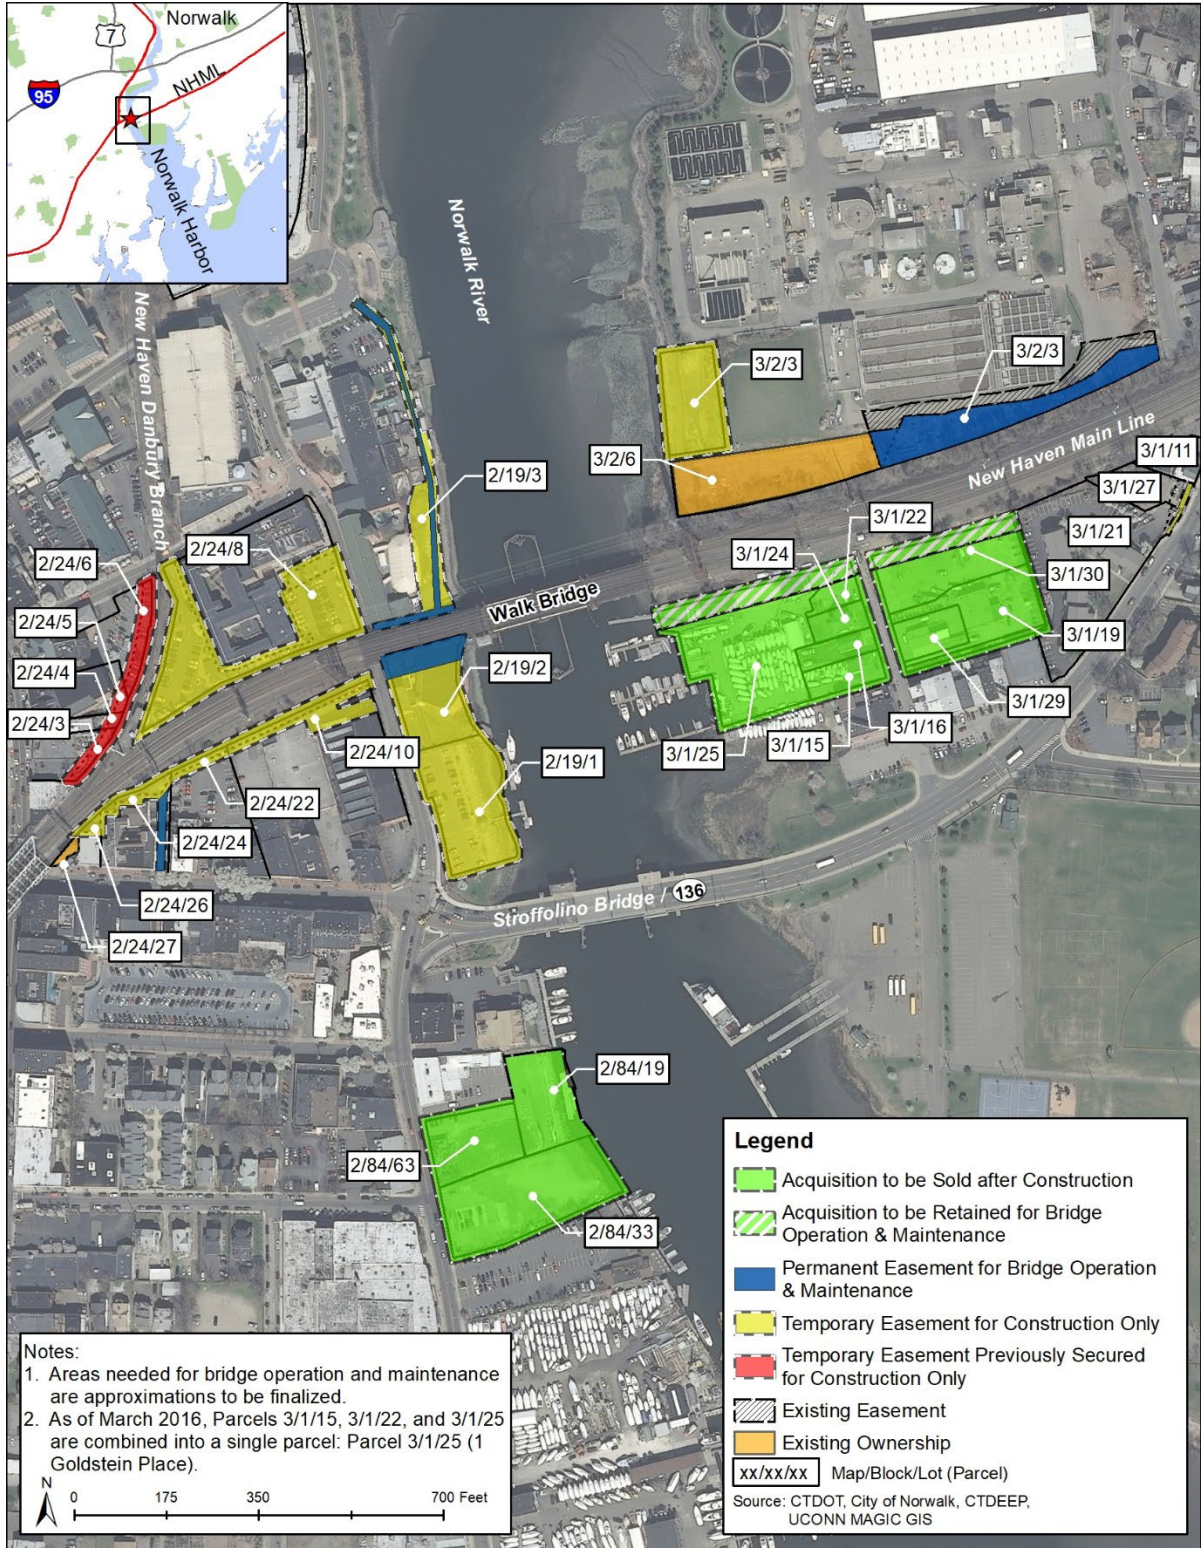 Norwalk
7
95
NHML
Norwalk Harbor
Norwalk River
New Haven Danbury Branch
3/2/3
3/2/3
3/2/6
New Haven Main Line
3/1/11
3/1/27
3/1/21
2/19/3
3/1/22
2/24/8
3/1/24
3/1/30
2/24/6
Walk Bridge
2/24/5
3/1/19
2/24/4
2/19/2
2/24/3
3/1/29
2/24/10
3/1/16
3/1/15
3/1/25
2/19/1
2/24/22
2/24/24
2/24/26
Stroffolino Bridge / 136
2/24/27
2/84/19
2/84/63
2/84/33
Legend
Acquisition to be Sold after Construction
Acquisition to be Retained for Bridge
Operation & Maintenance
Permanent Easement for Bridge Operation
& Maintenance
Temporary Easement for Construction Only
Temporary Easement Previously Secured
for Construction Only
Existing Easement
Existing Ownership
xx/xx/xx Map/Block/Lot (Parcel)
Source: CTDOT, City of Norwalk, CTDEEP,
UCONN MAGIC GIS
Notes:
1. Areas needed for bridge operation and maintenance
are approximations to be finalized.
2. As of March 2016, Parcels 3/1/15, 3/1/22, and 3/1/25
are combined into a single parcel: Parcel 3/1/25 (1
Goldstein Place).
N
0 175 350 700 Feet